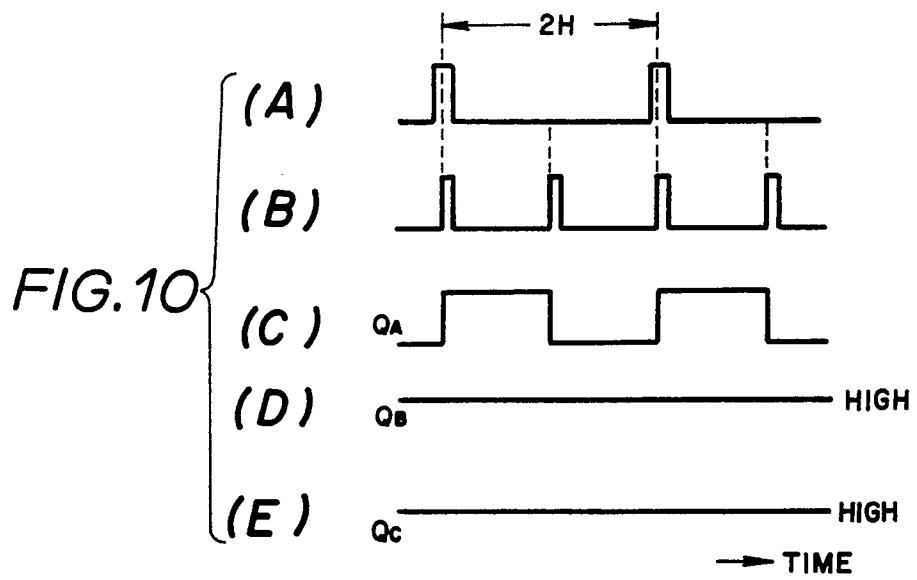 2H
(A)
(B)
FIG.10
(C) QA
(D) QB HIGH
(E) QC HIGH
TIME